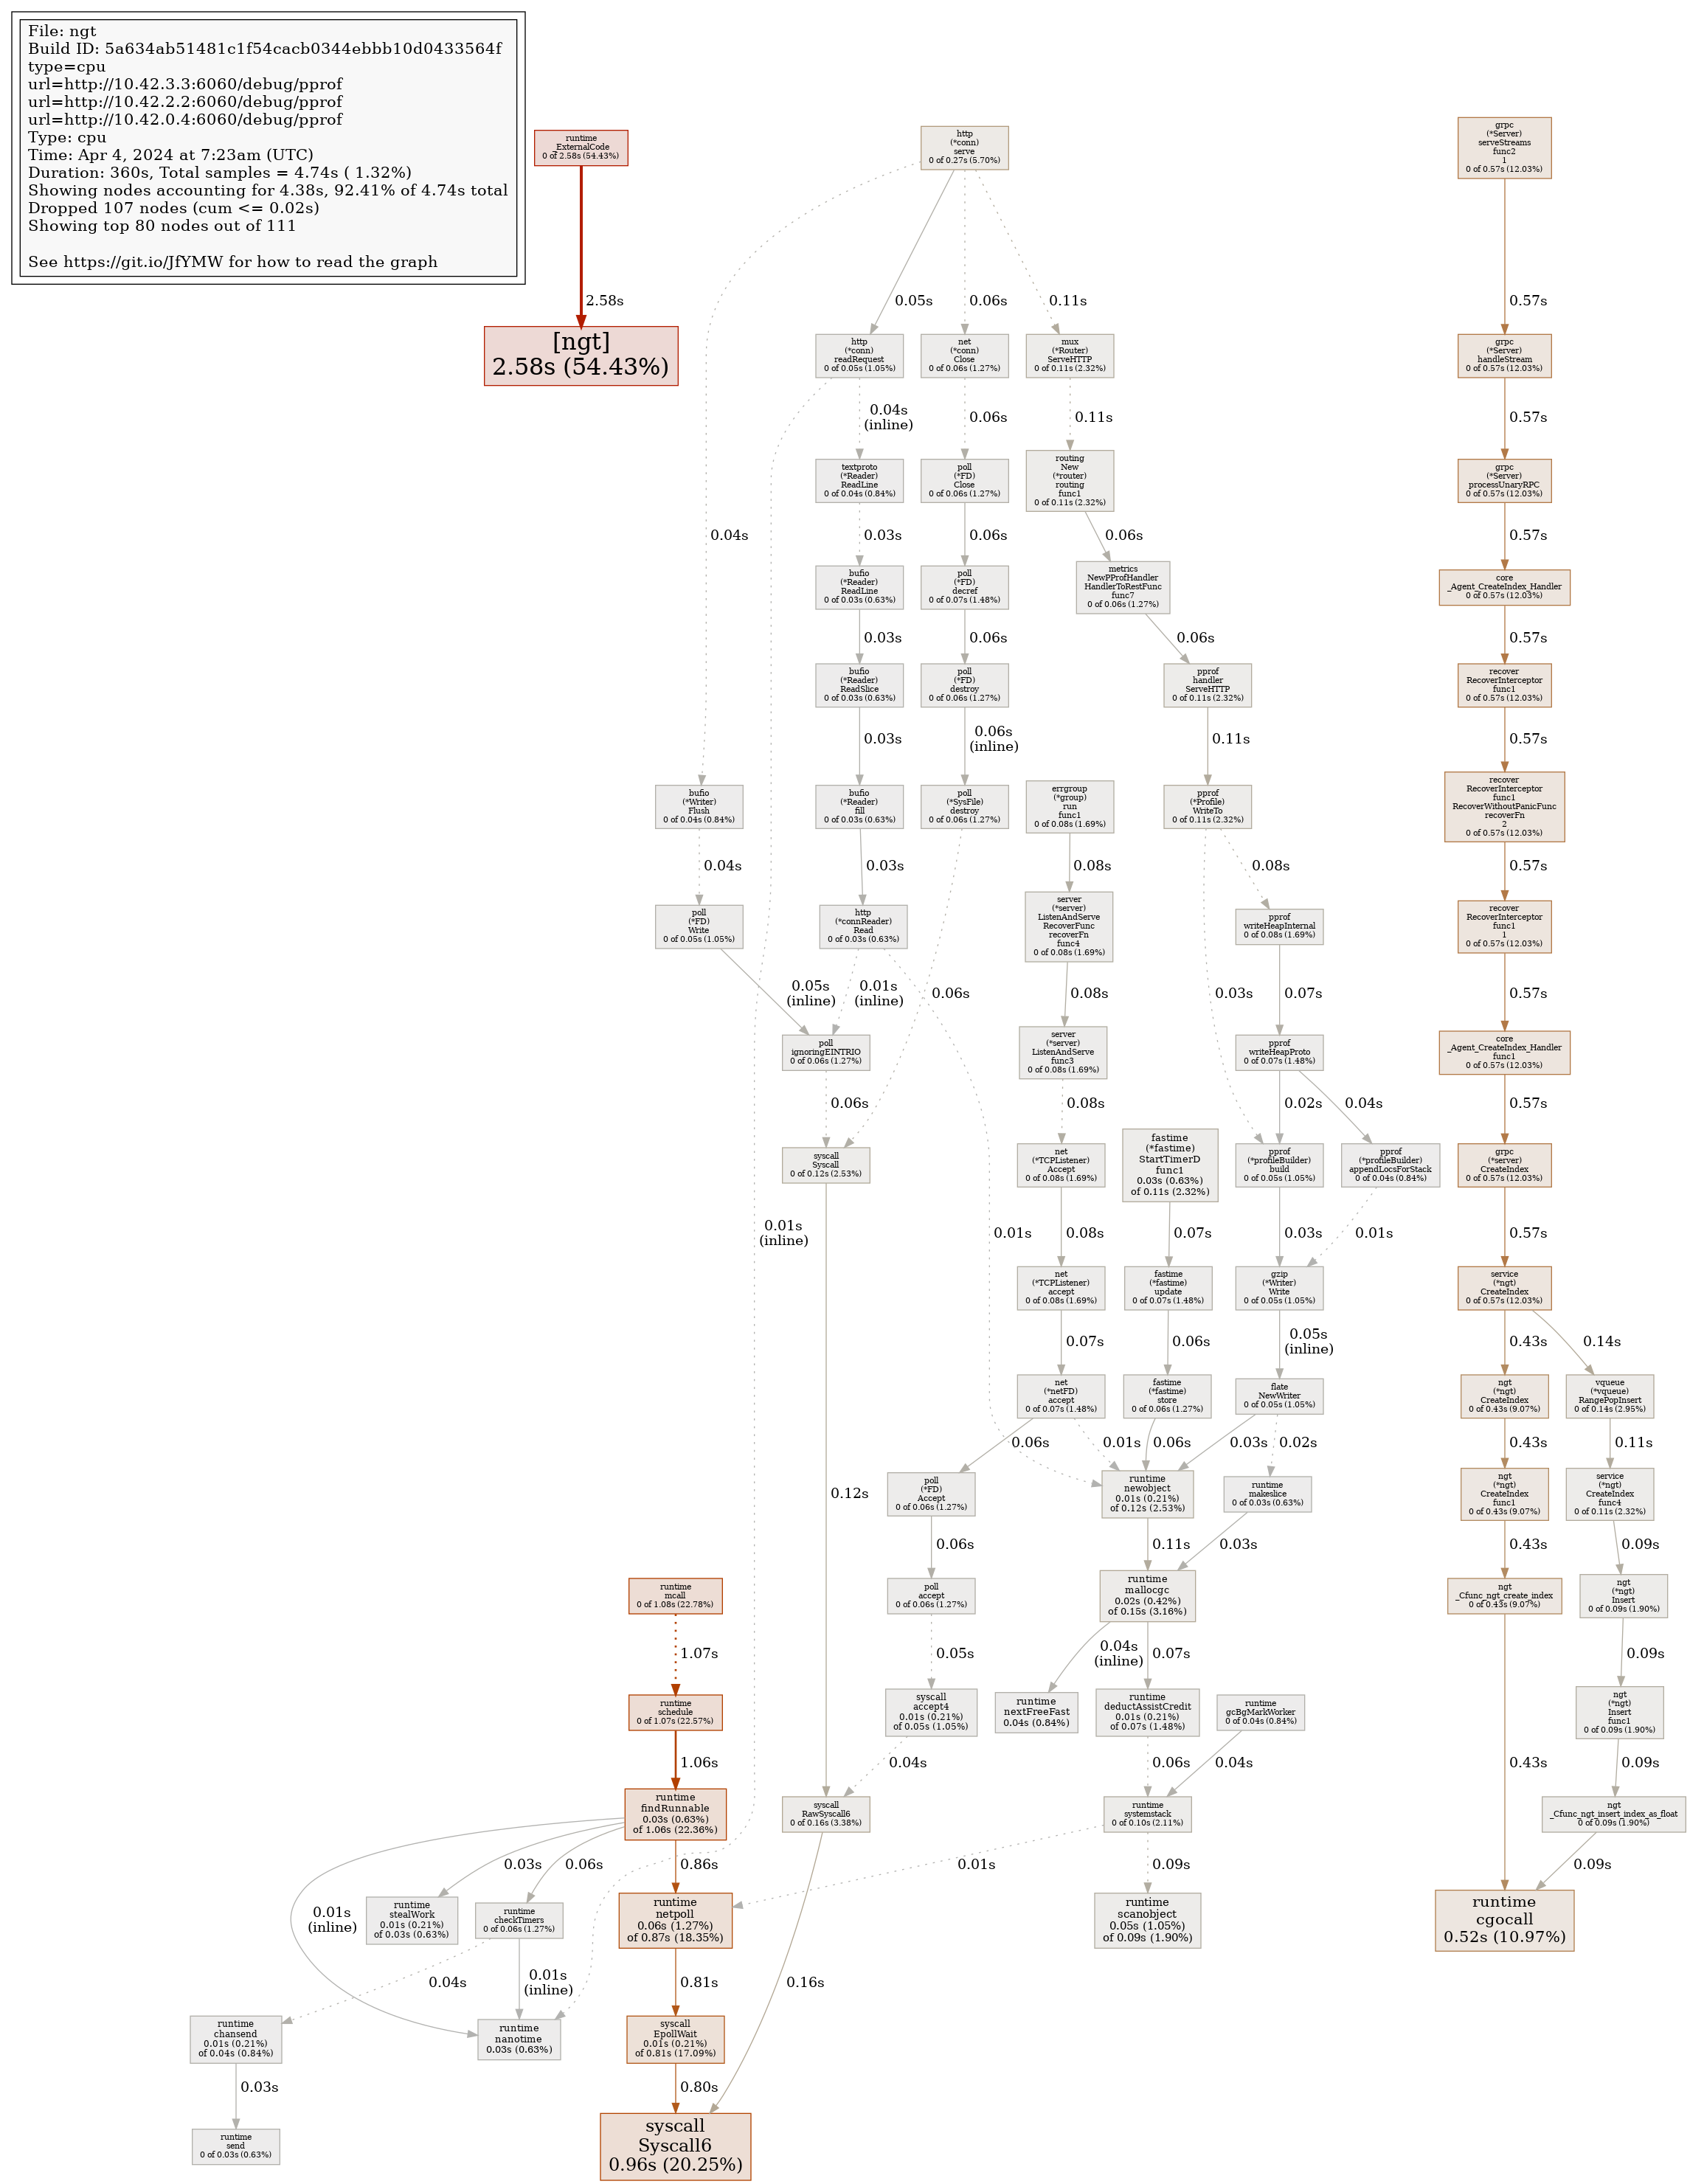 File: ngt
Build ID: 5a634ab51481c1f54cacb0344ebbb10d0433564f
type=cpu
url=http://10.42.3.3:6060/debug/pprof
url=http://10.42.2.2:6060/debug/pprof
url=http://10.42.0.4:6060/debug/pprof
Type: cpu
Time: Apr 4, 2024 at 7:23am (UTC)
Duration: 360s, Total samples = 4.74s ( 1.32%)
Showing nodes accounting for 4.38s, 92.41% of 4.74s total
Dropped 107 nodes (cum <= 0.02s)
Showing top 80 nodes out of 111
See https://git.io/JfYMW for how to read the graph
runtime
_ExternalCode
0 of 2.58s (54.43%)
http
(*conn)
serve
0 of 0.27s (5.70%)
grpc
(*Server)
serveStreams
func2
1
0 of 0.57s (12.03%)
2.58s
0.05s
0.06s
0.11s
0.57s
[ngt]
2.58s (54.43%)
http
(*conn)
readRequest
0 of 0.05s (1.05%)
net
(*conn)
Close
0 of 0.06s (1.27%)
mux
(*Router)
ServeHTTP
0 of 0.11s (2.32%)
grpc
(*Server)
handleStream
0 of 0.57s (12.03%)
0.04s
(inline)
0.06s
0.11s
0.57s
textproto
(*Reader)
ReadLine
0 of 0.04s (0.84%)
poll
(*FD)
Close
0 of 0.06s (1.27%)
routing
New
(*router)
routing
func1
0 of 0.11s (2.32%)
grpc
(*Server)
processUnaryRPC
0 of 0.57s (12.03%)
0.04s
0.03s
0.06s
0.06s
0.57s
bufio
(*Reader)
ReadLine
0 of 0.03s (0.63%)
poll
(*FD)
decref
0 of 0.07s (1.48%)
metrics
NewPProfHandler
HandlerToRestFunc
func7
0 of 0.06s (1.27%)
core
_Agent_CreateIndex_Handler
0 of 0.57s (12.03%)
0.03s
0.06s
0.06s
0.57s
bufio
(*Reader)
ReadSlice
0 of 0.03s (0.63%)
poll
(*FD)
destroy
0 of 0.06s (1.27%)
pprof
handler
ServeHTTP
0 of 0.11s (2.32%)
recover
RecoverInterceptor
func1
0 of 0.57s (12.03%)
0.03s
0.06s
(inline)
0.11s
0.57s
bufio
(*Writer)
Flush
0 of 0.04s (0.84%)
bufio
(*Reader)
fill
0 of 0.03s (0.63%)
poll
(*SysFile)
destroy
0 of 0.06s (1.27%)
errgroup
(*group)
run
func1
0 of 0.08s (1.69%)
pprof
(*Profile)
WriteTo
0 of 0.11s (2.32%)
recover
RecoverInterceptor
func1
RecoverWithoutPanicFunc
recoverFn
2
0 of 0.57s (12.03%)
0.04s
0.03s
0.08s
0.08s
0.57s
poll
(*FD)
Write
0 of 0.05s (1.05%)
http
(*connReader)
Read
0 of 0.03s (0.63%)
server
(*server)
ListenAndServe
RecoverFunc
recoverFn
func4
0 of 0.08s (1.69%)
pprof
writeHeapInternal
0 of 0.08s (1.69%)
recover
RecoverInterceptor
func1
1
0 of 0.57s (12.03%)
0.05s
(inline)
0.01s
(inline)
0.06s
0.08s
0.03s
0.07s
0.57s
poll
ignoringEINTRIO
0 of 0.06s (1.27%)
server
(*server)
ListenAndServe
func3
0 of 0.08s (1.69%)
pprof
writeHeapProto
0 of 0.07s (1.48%)
core
_Agent_CreateIndex_Handler
func1
0 of 0.57s (12.03%)
0.06s
0.08s
0.02s
0.04s
0.57s
syscall
Syscall
0 of 0.12s (2.53%)
net
(*TCPListener)
Accept
0 of 0.08s (1.69%)
fastime
(*fastime)
StartTimerD
func1
0.03s (0.63%)
of 0.11s (2.32%)
pprof
(*profileBuilder)
build
0 of 0.05s (1.05%)
pprof
(*profileBuilder)
appendLocsForStack
0 of 0.04s (0.84%)
grpc
(*server)
CreateIndex
0 of 0.57s (12.03%)
0.01s
(inline)
0.01s
0.08s
0.07s
0.03s
0.01s
0.57s
net
(*TCPListener)
accept
0 of 0.08s (1.69%)
fastime
(*fastime)
update
0 of 0.07s (1.48%)
gzip
(*Writer)
Write
0 of 0.05s (1.05%)
service
(*ngt)
CreateIndex
0 of 0.57s (12.03%)
0.07s
0.06s
0.05s
(inline)
0.43s
0.14s
net
(*netFD)
accept
0 of 0.07s (1.48%)
fastime
(*fastime)
store
0 of 0.06s (1.27%)
flate
NewWriter
0 of 0.05s (1.05%)
ngt
(*ngt)
CreateIndex
0 of 0.43s (9.07%)
vqueue
(*vqueue)
RangePopInsert
0 of 0.14s (2.95%)
0.06s
0.01s
0.06s
0.03s
0.02s
0.43s
0.11s
poll
(*FD)
Accept
0 of 0.06s (1.27%)
runtime
newobject
0.01s (0.21%)
of 0.12s (2.53%)
runtime
makeslice
0 of 0.03s (0.63%)
ngt
(*ngt)
CreateIndex
func1
0 of 0.43s (9.07%)
service
(*ngt)
CreateIndex
func4
0 of 0.11s (2.32%)
0.12s
0.06s
0.11s
0.03s
0.43s
0.09s
runtime
mcall
0 of 1.08s (22.78%)
poll
accept
0 of 0.06s (1.27%)
runtime
mallocgc
0.02s (0.42%)
of 0.15s (3.16%)
ngt
_Cfunc_ngt_create_index
0 of 0.43s (9.07%)
ngt
(*ngt)
Insert
0 of 0.09s (1.90%)
1.07s
0.05s
0.04s
(inline)
0.07s
0.09s
runtime
schedule
0 of 1.07s (22.57%)
syscall
accept4
0.01s (0.21%)
of 0.05s (1.05%)
runtime
nextFreeFast
0.04s (0.84%)
runtime
deductAssistCredit
0.01s (0.21%)
of 0.07s (1.48%)
runtime
gcBgMarkWorker
0 of 0.04s (0.84%)
ngt
(*ngt)
Insert
func1
0 of 0.09s (1.90%)
1.06s
0.04s
0.06s
0.04s
0.43s
0.09s
runtime
findRunnable
0.03s (0.63%)
of 1.06s (22.36%)
syscall
RawSyscall6
0 of 0.16s (3.38%)
runtime
systemstack
0 of 0.10s (2.11%)
ngt
_Cfunc_ngt_insert_index_as_float
0 of 0.09s (1.90%)
0.03s
0.06s
0.86s
0.01s
0.09s
0.09s
0.01s
(inline)
runtime
stealWork
0.01s (0.21%)
of 0.03s (0.63%)
runtime
checkTimers
0 of 0.06s (1.27%)
runtime
netpoll
0.06s (1.27%)
of 0.87s (18.35%)
runtime
scanobject
0.05s (1.05%)
of 0.09s (1.90%)
runtime
cgocall
0.52s (10.97%)
0.04s
0.01s
(inline)
0.81s
0.16s
runtime
chansend
0.01s (0.21%)
of 0.04s (0.84%)
runtime
nanotime
0.03s (0.63%)
syscall
EpollWait
0.01s (0.21%)
of 0.81s (17.09%)
0.03s
0.80s
runtime
send
0 of 0.03s (0.63%)
syscall
Syscall6
0.96s (20.25%)